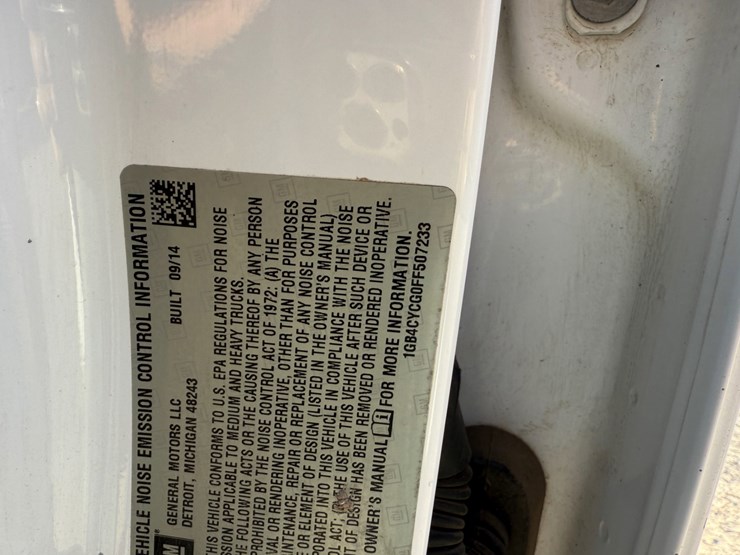 EHICLE NOISE EMISSION CONTROL INFORMATION
GM
GENERAL MOTORS LLC
DETROIT, MICHIGAN 48243
BUILT 09/14
THIS VEHICLE CONFORMS TO U.S. EPA REGULATIONS FOR NOISE
SSION APPLICABLE TO MEDIUM AND HEAVY TRUCKS.
E FOLLOWING ACTS OR THE CAUSING THEREOF BY ANY PERSON
PROHIBITED BY THE NOISE CONTROL ACT OF 1972: (A) THE
VAL OR RENDERING INOPERATIVE, OTHER THAN FOR PURPOSES
INTENANCE, REPAIR OR REPLACEMENT OF ANY NOISE CONTROL
E OR ELEMENT OF DESIGN (LISTED IN THE OWNER'S MANUAL)
PORATED INTO THIS VEHICLE IN COMPLIANCE WITH THE NOISE
OL ACT; THE USE OF THIS VEHICLE AFTER SUCH DEVICE OR
T OF DESIGN HAS BEEN REMOVED OR RENDERED INOPERATIVE.
OWNER'S MANUAL FOR MORE INFORMATION.
1GB4CYCG0FF507233